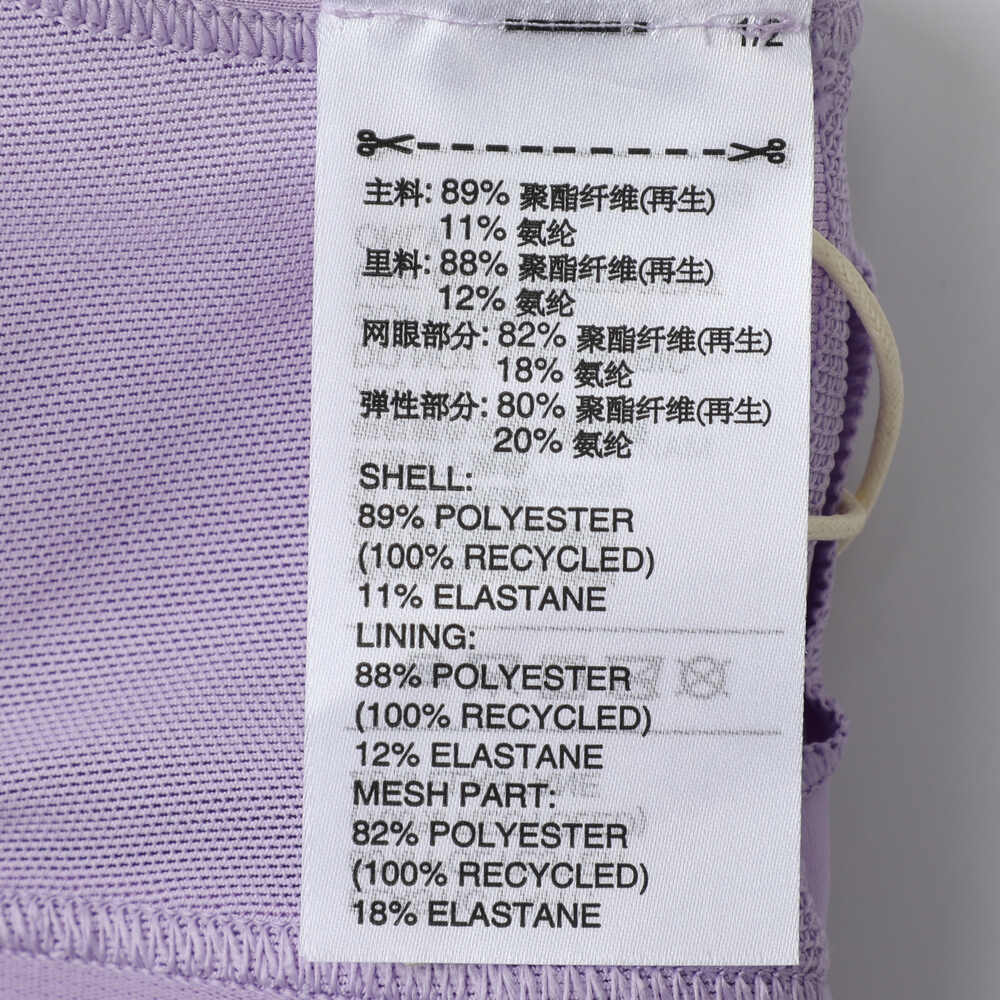 1/2
主料: 89% 聚酯纤维(再生)
11% 氨纶
里料: 88% 聚酯纤维(再生)
12% 氨纶
网眼部分: 82% 聚酯纤维(再生)
18% 氨纶
弹性部分: 80% 聚酯纤维(再生)
20% 氨纶
SHELL:
89% POLYESTER
(100% RECYCLED)
11% ELASTANE
LINING:
88% POLYESTER
(100% RECYCLED)
12% ELASTANE
MESH PART:
82% POLYESTER
(100% RECYCLED)
18% ELASTANE